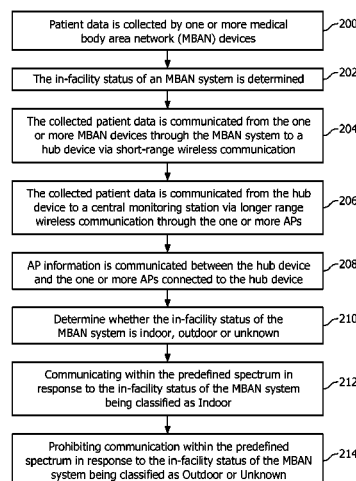 Patient data is collected by one or more medical
body area network (MBAN) devices
200
The in-facility status of an MBAN system is determined
202
The collected patient data is communicated from the one
or more MBAN devices through the MBAN system to a
hub device via short-range wireless communication
204
The collected patient data is communicated from the hub
device to a central monitoring station via longer range
wireless communication through the one or more APs
206
AP information is communicated between the hub device
and the one or more APs connected to the hub device
208
Determine whether the in-facility status of the
MBAN system is indoor, outdoor or unknown
210
Communicating within the predefined spectrum in
response to the in-facility status of the MBAN system
being classified as Indoor
212
Prohibiting communication within the predefined
spectrum in response to the in-facility status of the MBAN
system being classified as Outdoor or Unknown
214